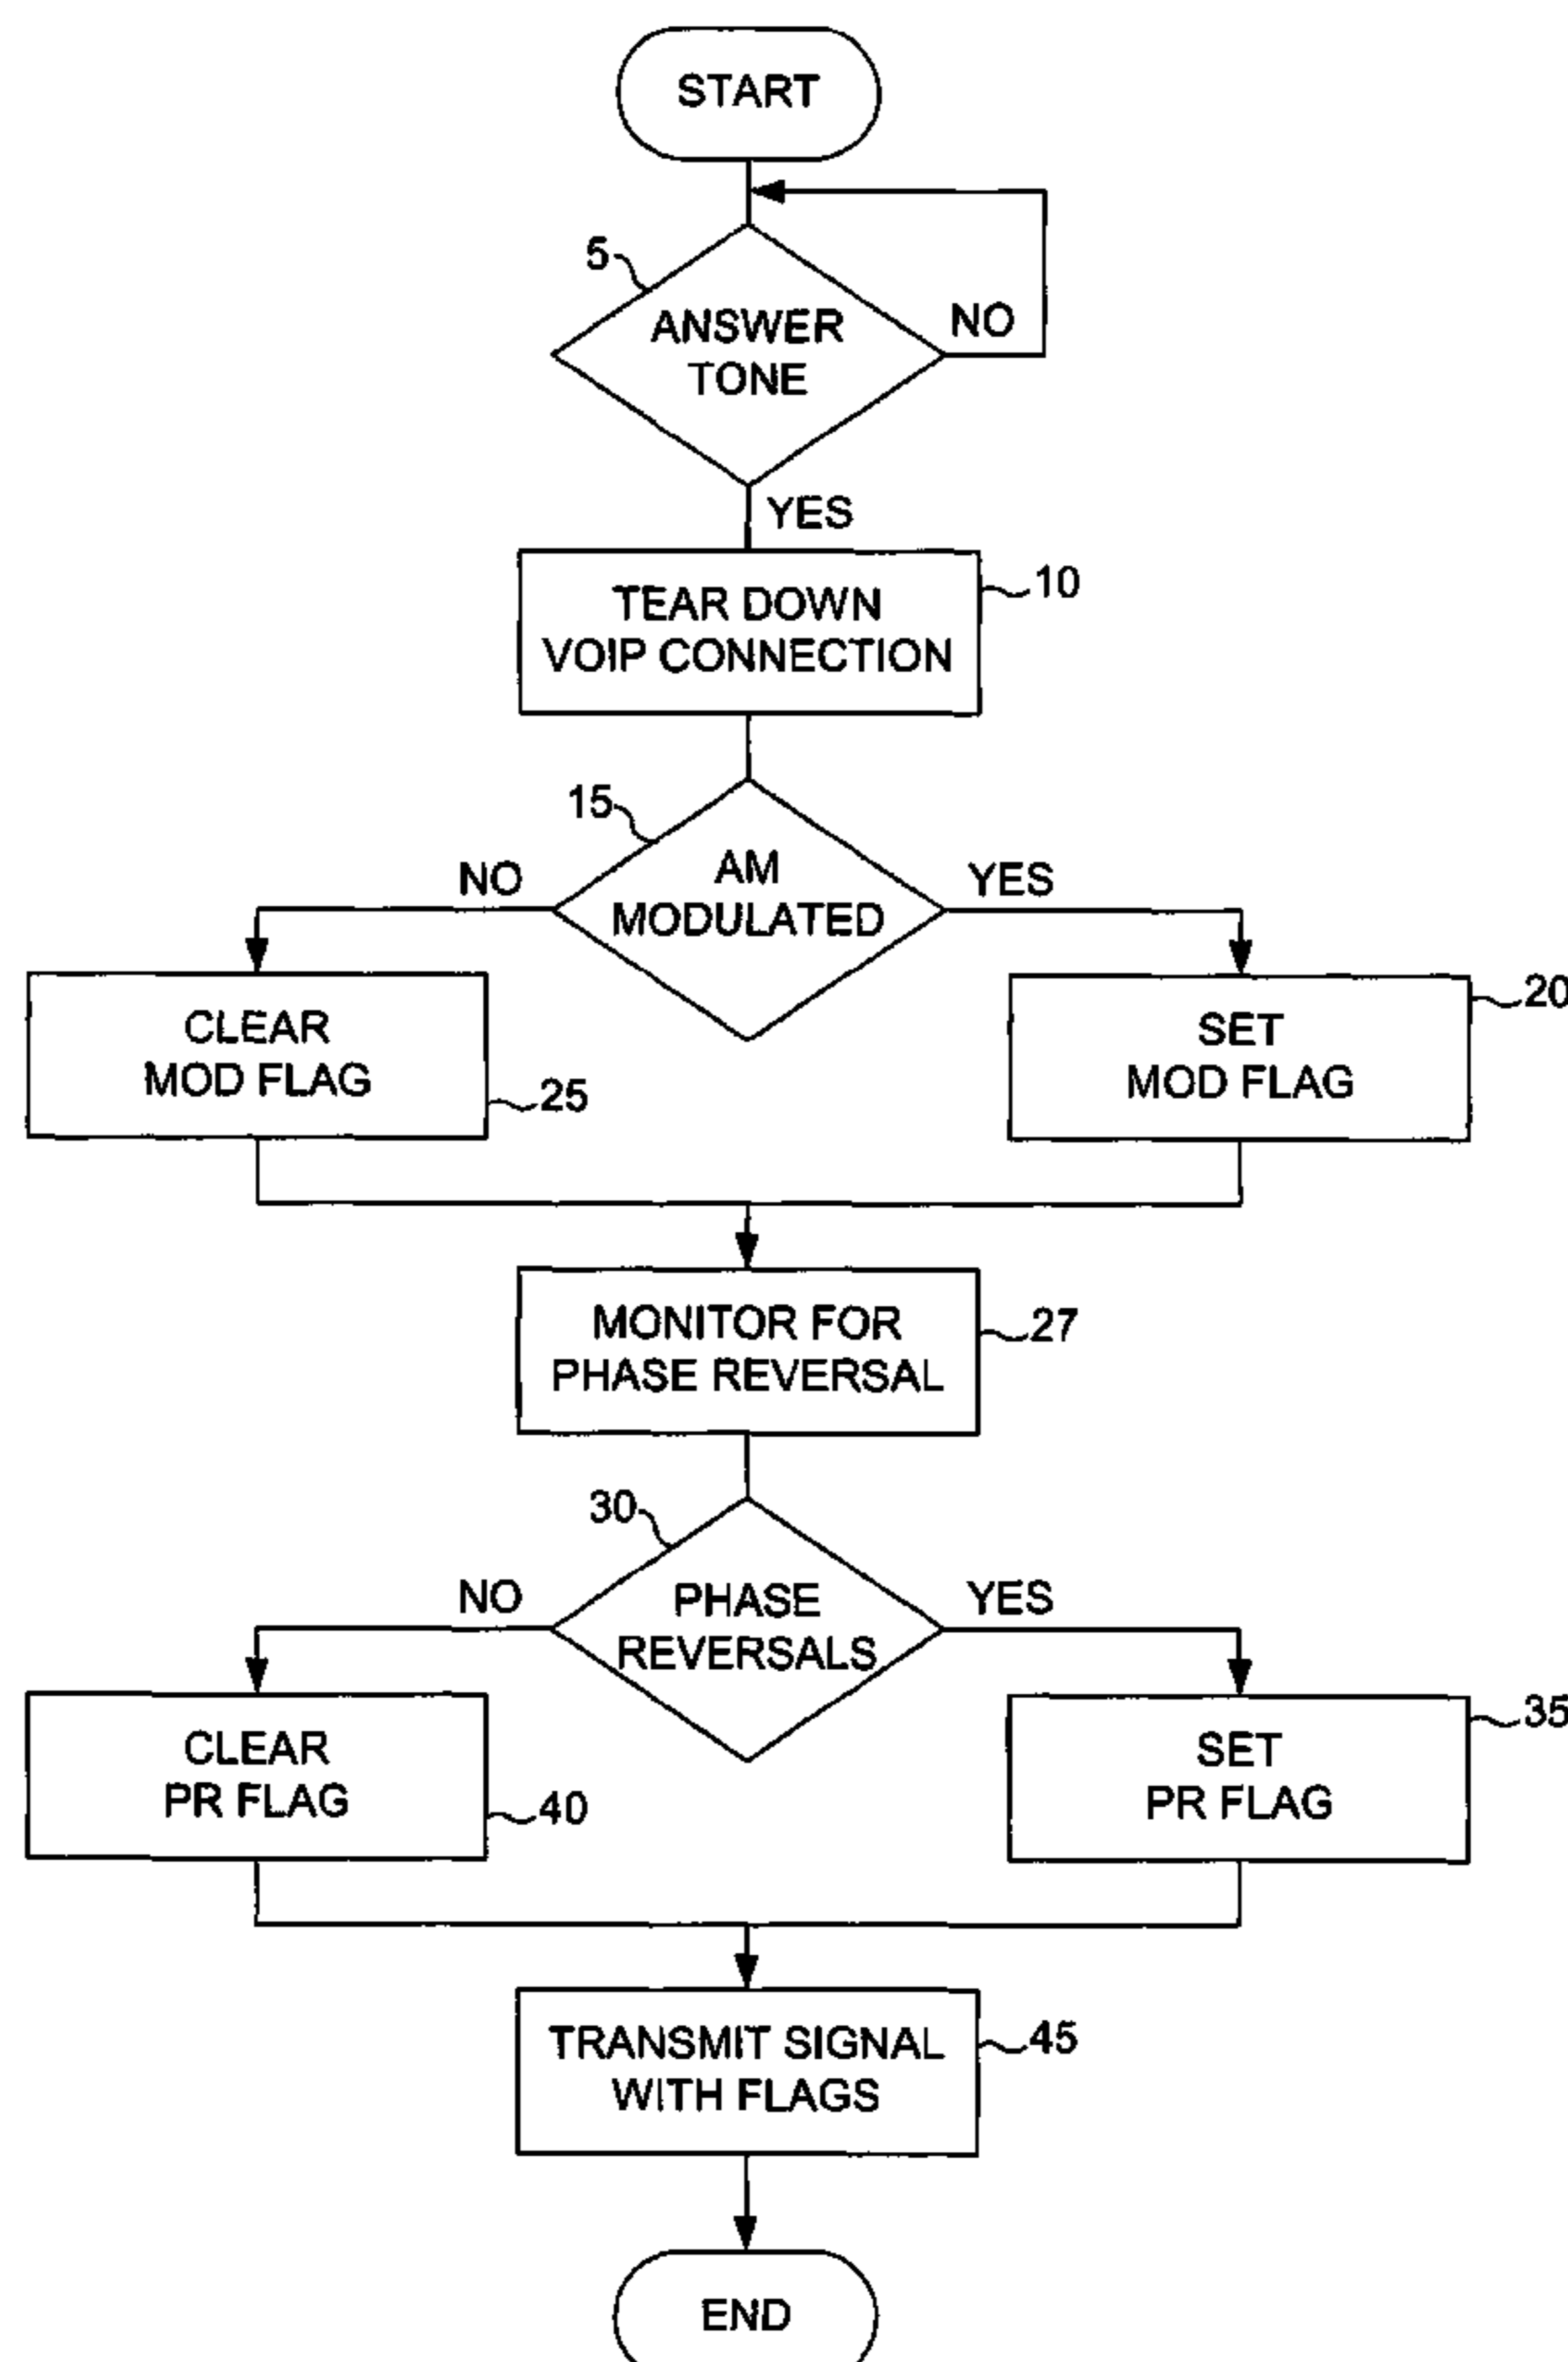 START
5
ANSWER
TONE
NO
YES
TEAR DOWN
VOIP CONNECTION
10
15
AM
MODULATED
NO
YES
CLEAR
MOD FLAG
25
SET
MOD FLAG
20
MONITOR FOR
PHASE REVERSAL
27
30
PHASE
REVERSALS
NO
YES
CLEAR
PR FLAG
40
SET
PR FLAG
35
TRANSMIT SIGNAL
WITH FLAGS
45
END